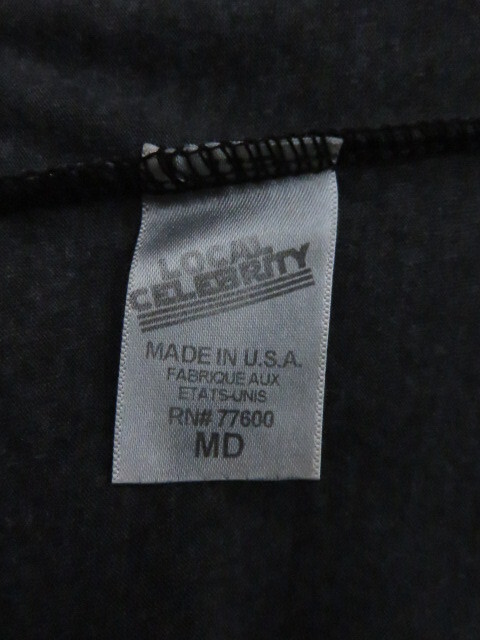 LOCAL
CELEBRITY
MADE IN U.S.A.
FABRIQUE AUX
ETATS-UNIS
RN# 77600
MD